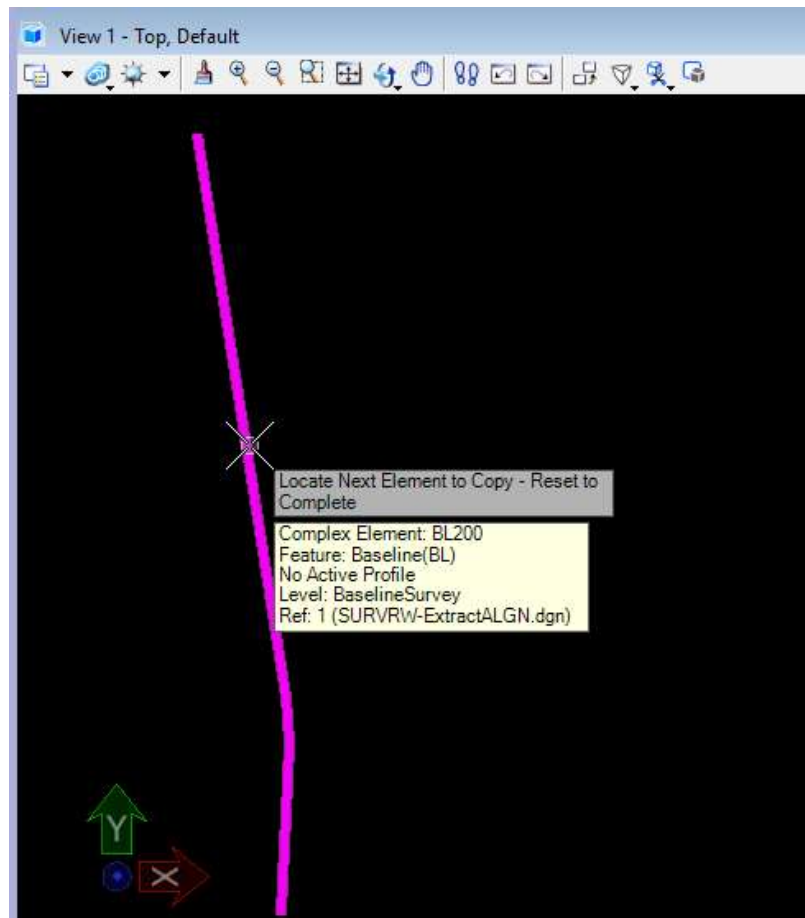 View 1 - Top, Default
Locate Next Element to Copy - Reset to
Complete
Complex Element: BL200
Feature: Baseline(BL)
No Active Profile
Level: BaselineSurvey
Ref: 1 (SURVRW-ExtractALGN.dgn)
Y
X